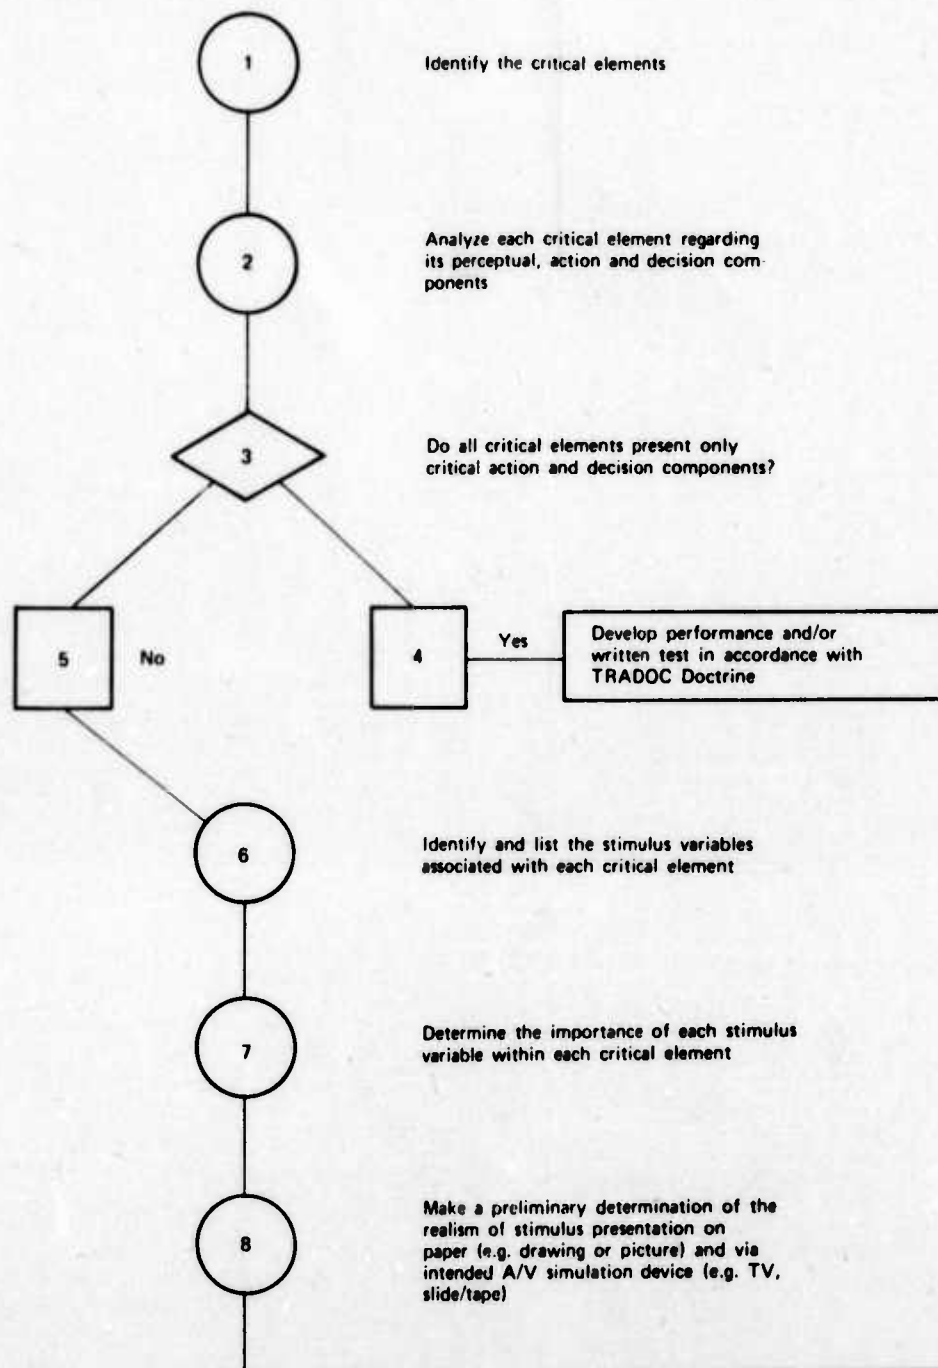 1
Identify the critical elements
2
Analyze each critical element regarding
its perceptual, action and decision com-
ponents
3
Do all critical elements present only
critical action and decision components?
5
No
4
Yes
Develop performance and/or
written test in accordance with
TRADOC Doctrine
6
Identify and list the stimulus variables
associated with each critical element
7
Determine the importance of each stimulus
variable within each critical element
8
Make a preliminary determination of the
realism of stimulus presentation on
paper (e.g. drawing or picture) and via
intended A/V simulation device (e.g. TV,
slide/tape)